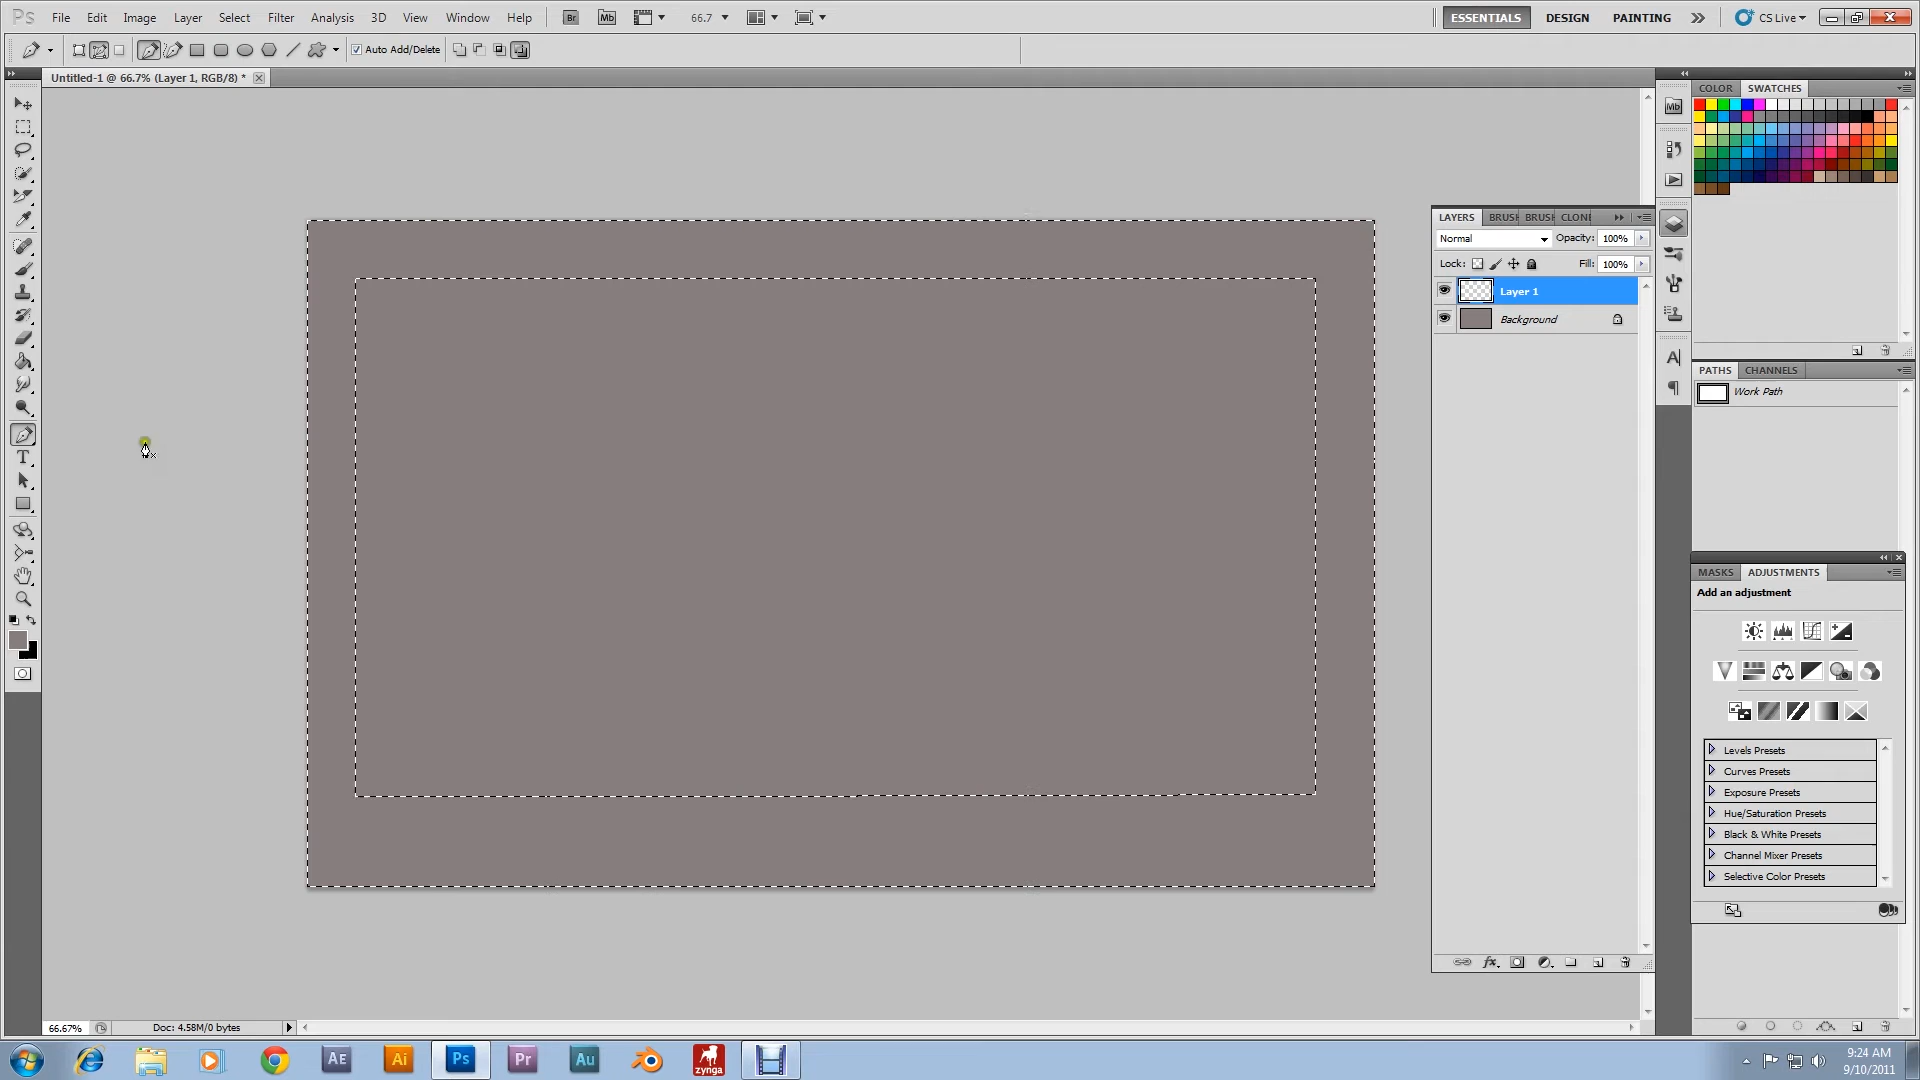 Ps File Edit Image Layer Select Filter Analysis 3D View Window Help Br Mb 66.7 ESSENTIALS DESIGN PAINTING CS Live
Auto Add/Delete
Untitled-1 @ 66.7% (Layer 1, RGB/8) *
COLOR SWATCHES
Mb
LAYERS BRUSH BRUSH CLONE
Normal Opacity: 100%
Lock: Fill: 100%
Layer 1
Background
PATHS CHANNELS
Work Path
MASKS ADJUSTMENTS
Add an adjustment
Levels Presets
Curves Presets
Exposure Presets
Hue/Saturation Presets
Black & White Presets
Channel Mixer Presets
Selective Color Presets
66.67% Doc: 4.58M/0 bytes
AE Ai Ps Pr Au zynga
9:24 AM
9/10/2011